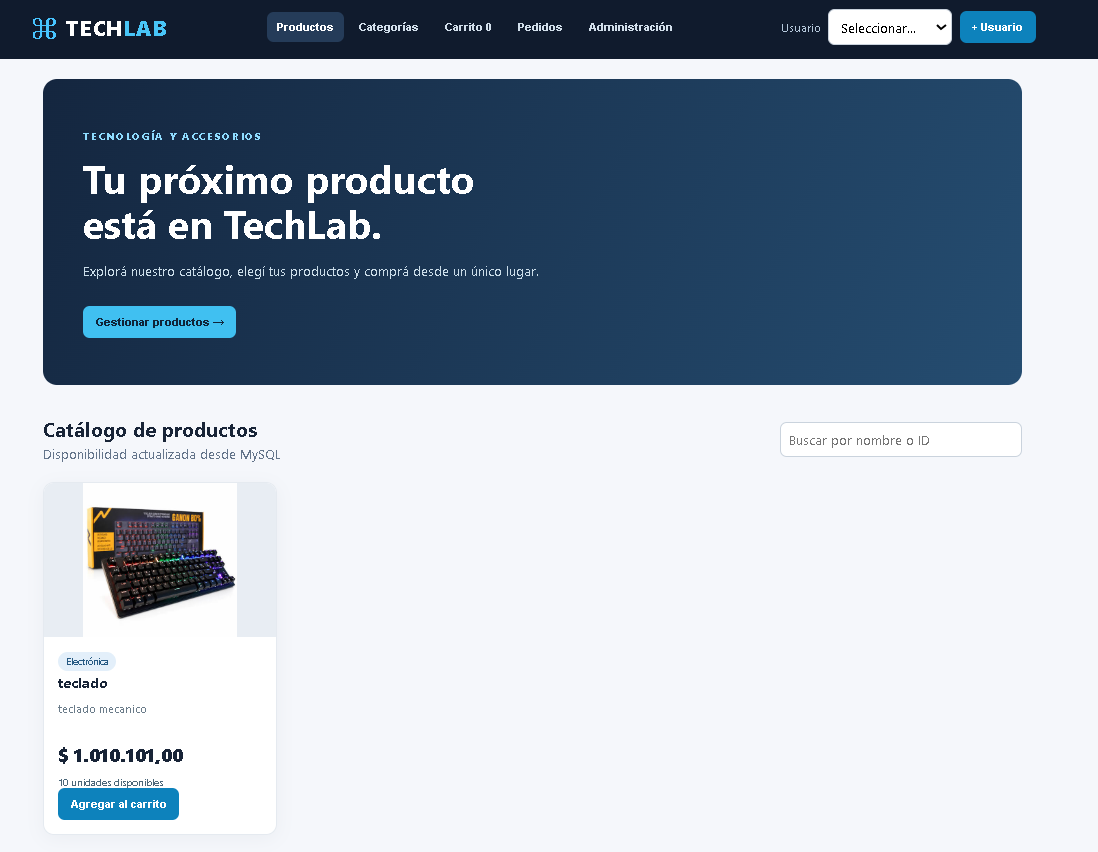 ⌘ TECHLAB
Productos Categorías Carrito 0 Pedidos Administración Usuario Seleccionar... + Usuario
TECNOLOGÍA Y ACCESORIOS
Tu próximo producto
está en TechLab.
Explorá nuestro catálogo, elegí tus productos y comprá desde un único lugar.
Gestionar productos →
Catálogo de productos
Disponibilidad actualizada desde MySQL
Buscar por nombre o ID
GANON 80%
Electrónica
teclado
teclado mecanico
$ 1.010.101,00
10 unidades disponibles
Agregar al carrito